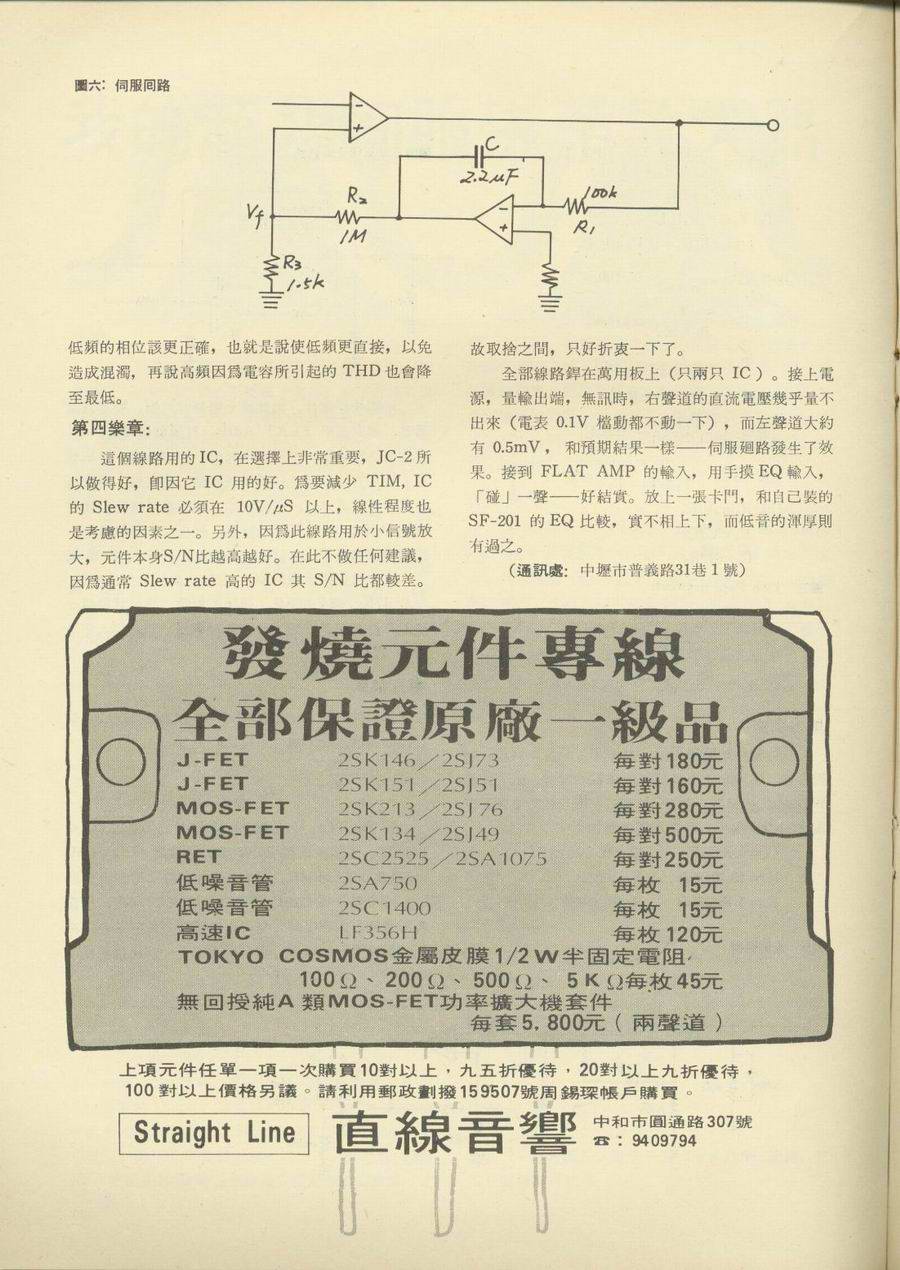 圖六：伺服回路
－
＋
C
2.2μF
100k
R₁
－
＋
R₂
1M
Vf
R₃
1.5k
低頻的相位該更正確，也就是說使低頻更直接，以免
造成混濁，再說高頻因爲電容所引起的 THD 也會降
至最低。
第四樂章：
這個線路用的 IC，在選擇上非常重要，JC-2 所
以做得好，卽因它 IC 用的好。爲要減少 TIM, IC
的 Slew rate 必須在 10V/μS 以上，線性程度也
是考慮的因素之一。另外，因爲此線路用於小信號放
大，元件本身S/N比越高越好。在此不做任何建議，
因爲通常 Slew rate 高的 IC 其 S/N 比都較差。
故取捨之間，只好折衷一下了。
全部線路銲在萬用板上（只兩只 IC）。接上電
源，量輸出端，無訊時，右聲道的直流電壓幾乎量不
出來（電表 0.1V 檔動都不動一下），而左聲道大約
有 0.5mV，和預期結果一樣——伺服廻路發生了效
果。接到 FLAT AMP 的輸入，用手摸 EQ 輸入，
「碰」一聲——好結實。放上一張卡門，和自己裝的
SF-201 的 EQ 比較，實不相上下，而低音的渾厚則
有過之。
（通訊處：中壢市普義路31巷 1 號）
發燒元件專線
全部保證原廠一級品
J-FET 2SK146／2SJ73 每對180元
J-FET 2SK151／2SJ51 每對160元
MOS-FET 2SK213／2SJ76 每對280元
MOS-FET 2SK134／2SJ49 每對500元
RET 2SC2525／2SA1075 每對250元
低噪音管 2SA750 每枚 15元
低噪音管 2SC1400 每枚 15元
高速IC LF356H 每枚120元
TOKYO COSMOS金屬皮膜1/2W半固定電阻，
100Ω、200Ω、500Ω、5KΩ每枚45元
無回授純A類MOS-FET功率擴大機套件
每套5.800元（兩聲道）
上項元件任單一項一次購買10對以上，九五折優待，20對以上九折優待，
100對以上價格另議。請利用郵政劃撥159507號周錫琛帳戶購買。
Straight Line
直線音響
中和市圓通路307號
☎：9409794